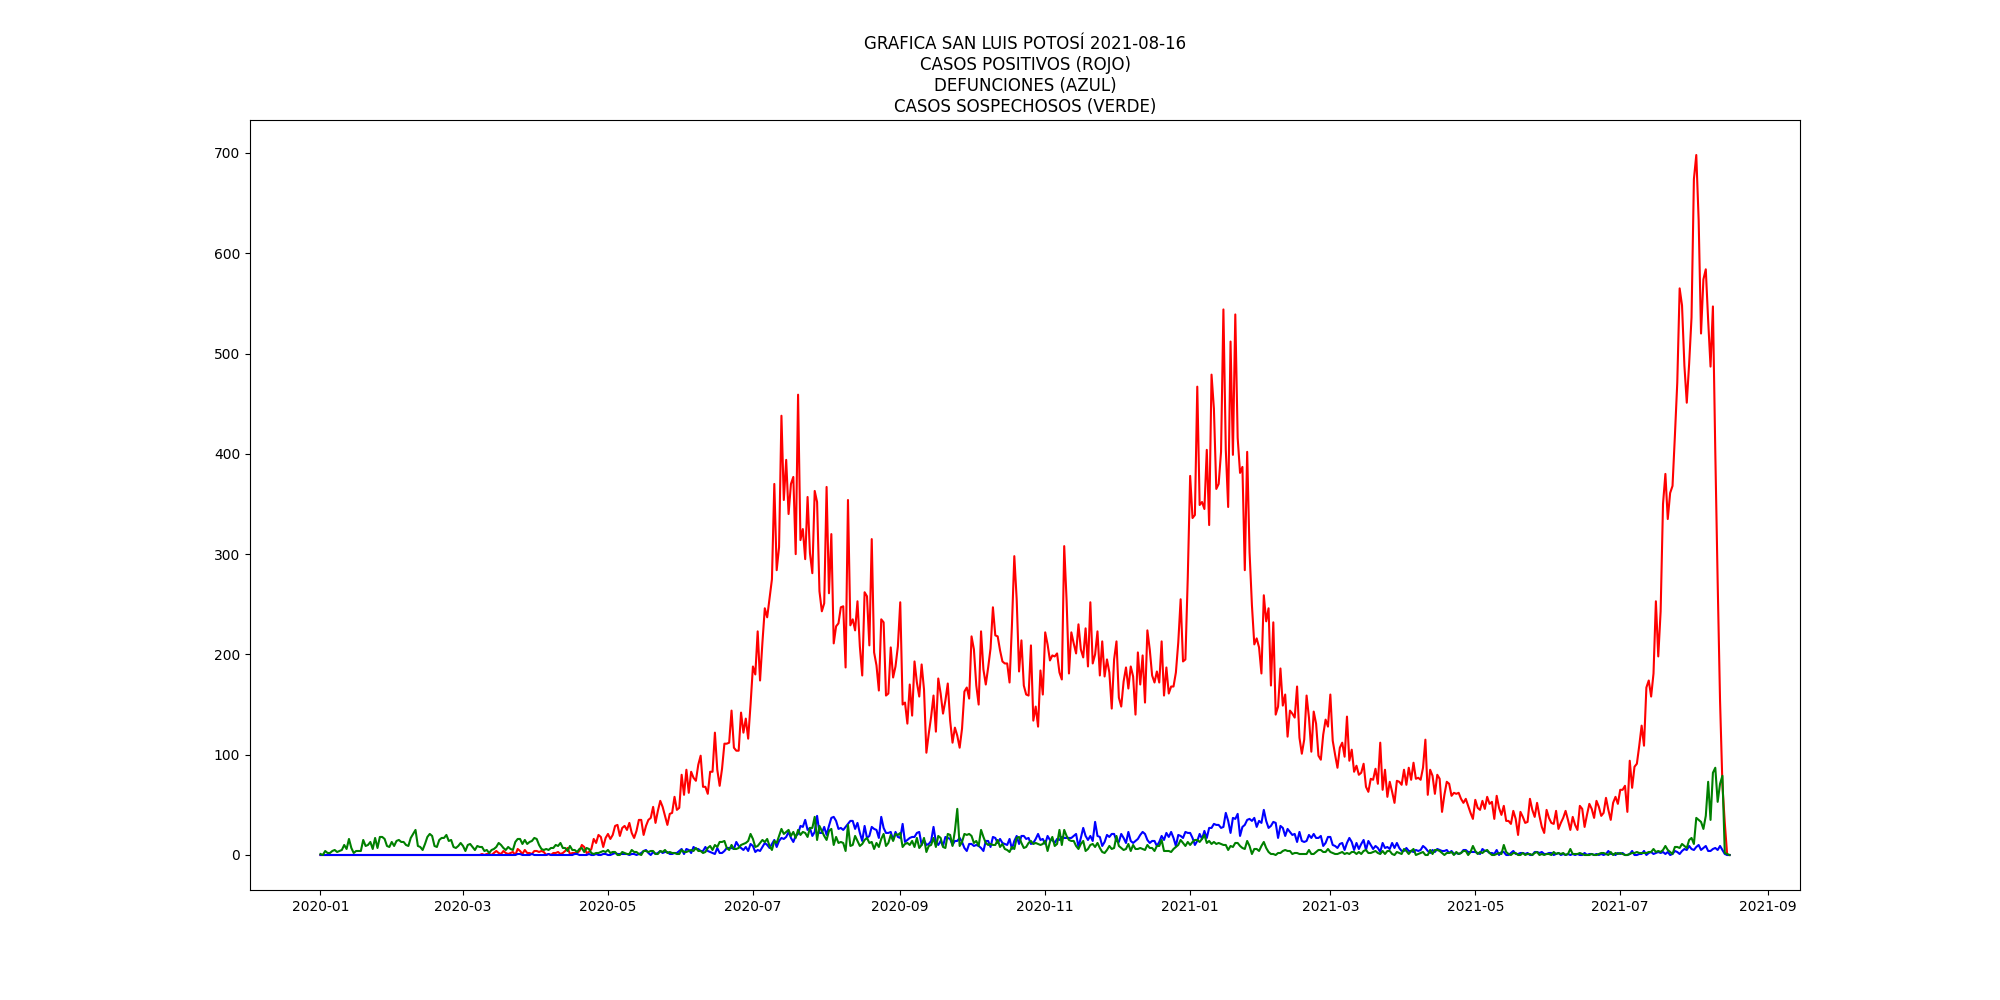 GRAFICA SAN LUIS POTOSÍ 2021-08-16
CASOS POSITIVOS (ROJO)
DEFUNCIONES (AZUL)
CASOS SOSPECHOSOS (VERDE)
700
600
500
400
300
200
100
0
2020-01 2020-03 2020-05 2020-07 2020-09 2020-11 2021-01 2021-03 2021-05 2021-07 2021-09